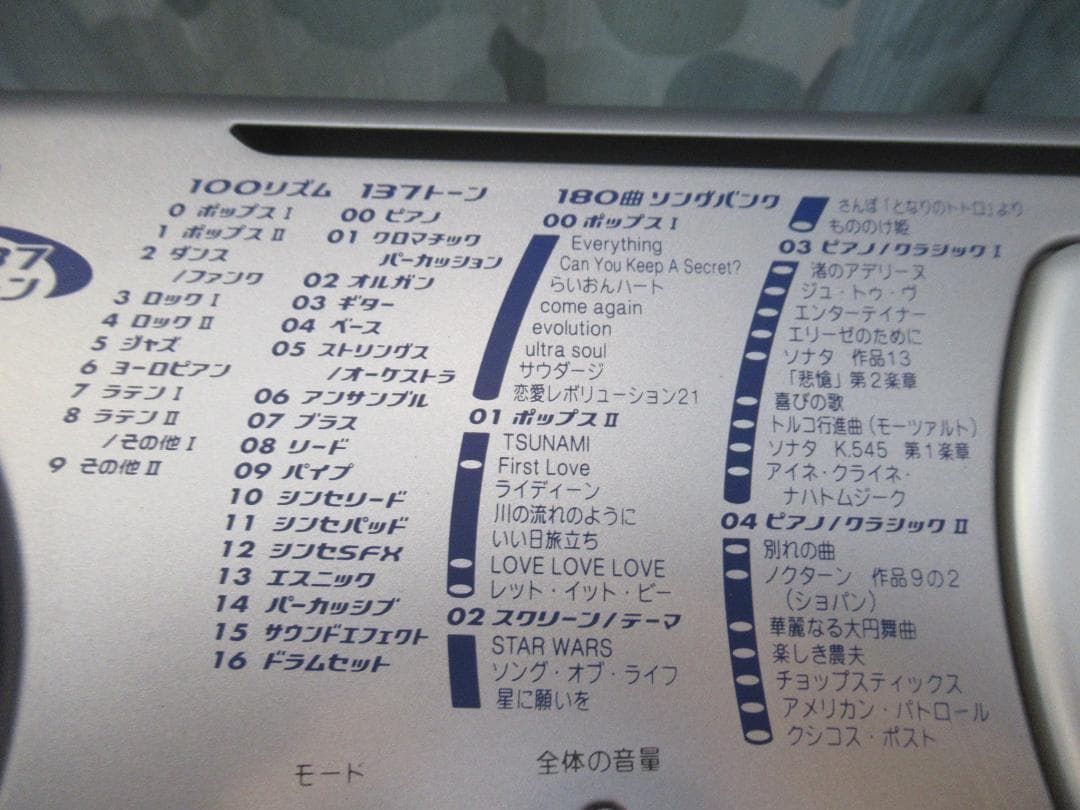 37
ン
100リズム
0 ポップスⅠ
1 ポップスⅡ
2 ダンス
/ファンク
3 ロックⅠ
4 ロックⅡ
5 ジャズ
6 ヨーロピアン
7 ラテンⅠ
8 ラテンⅡ
/その他Ⅰ
9 その他Ⅱ
137トーン
00 ピアノ
01 クロマチック
パーカッション
02 オルガン
03 ギター
04 ベース
05 ストリングス
/オーケストラ
06 アンサンブル
07 ブラス
08 リード
09 パイプ
10 シンセリード
11 シンセパッド
12 シンセSFX
13 エスニック
14 パーカッシブ
15 サウンドエフェクト
16 ドラムセット
180曲 ソングバンク
00 ポップスⅠ
Everything
Can You Keep A Secret?
らいおんハート
come again
evolution
ultra soul
サウダージ
恋愛レボリューション21
01 ポップスⅡ
TSUNAMI
First Love
ライディーン
川の流れのように
いい日旅立ち
LOVE LOVE LOVE
レット・イット・ビー
02 スクリーン/テーマ
STAR WARS
ソング・オブ・ライフ
星に願いを
さんぽ「となりのトトロ」より
もののけ姫
03 ピアノ/クラシックⅠ
渚のアデリーヌ
ジュ・トゥ・ヴ
エンターテイナー
エリーゼのために
ソナタ 作品13
「悲愴」第2楽章
喜びの歌
トルコ行進曲(モーツァルト)
ソナタ K.545 第1楽章
アイネ・クライネ・
ナハトムジーク
04 ピアノ/クラシックⅡ
別れの曲
ノクターン 作品9の2
(ショパン)
華麗なる大円舞曲
楽しき農夫
チョップスティックス
アメリカン・パトロール
クシコス・ポスト
モード
全体の音量